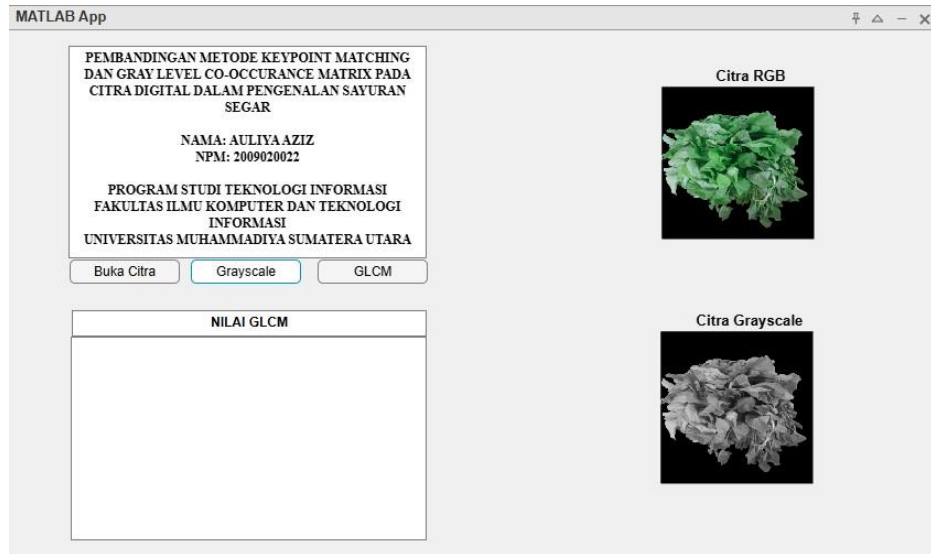 MATLAB App
PEMBANDINGAN METODE KEYPOINT MATCHING
DAN GRAY LEVEL CO-OCCURANCE MATRIX PADA
CITRA DIGITAL DALAM PENGENALAN SAYURAN
SEGAR
NAMA: AULIYA AZIZ
NPM: 2009020022
PROGRAM STUDI TEKNOLOGI INFORMASI
FAKULTAS ILMU KOMPUTER DAN TEKNOLOGI
INFORMASI
UNIVERSITAS MUHAMMADIYA SUMATERA UTARA
Buka Citra
Grayscale
GLCM
NILAI GLCM
Citra RGB
Citra Grayscale